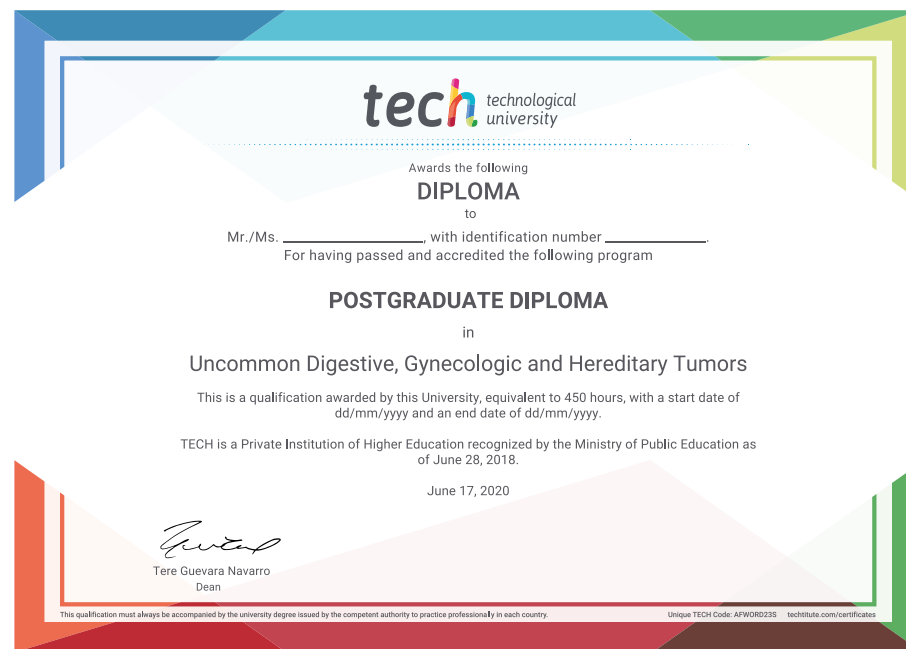 tech technological
university
Awards the following
DIPLOMA
to
Mr./Ms. ____________________, with identification number ______________.
For having passed and accredited the following program
POSTGRADUATE DIPLOMA
in
Uncommon Digestive, Gynecologic and Hereditary Tumors
This is a qualification awarded by this University, equivalent to 450 hours, with a start date of
dd/mm/yyyy and an end date of dd/mm/yyyy.
TECH is a Private Institution of Higher Education recognized by the Ministry of Public Education as
of June 28, 2018.
June 17, 2020
Tere Guevara Navarro
Dean
This qualification must always be accompanied by the university degree issued by the competent authority to practice professionally in each country. Unique TECH Code: AFWORD23S techtitute.com/certificates